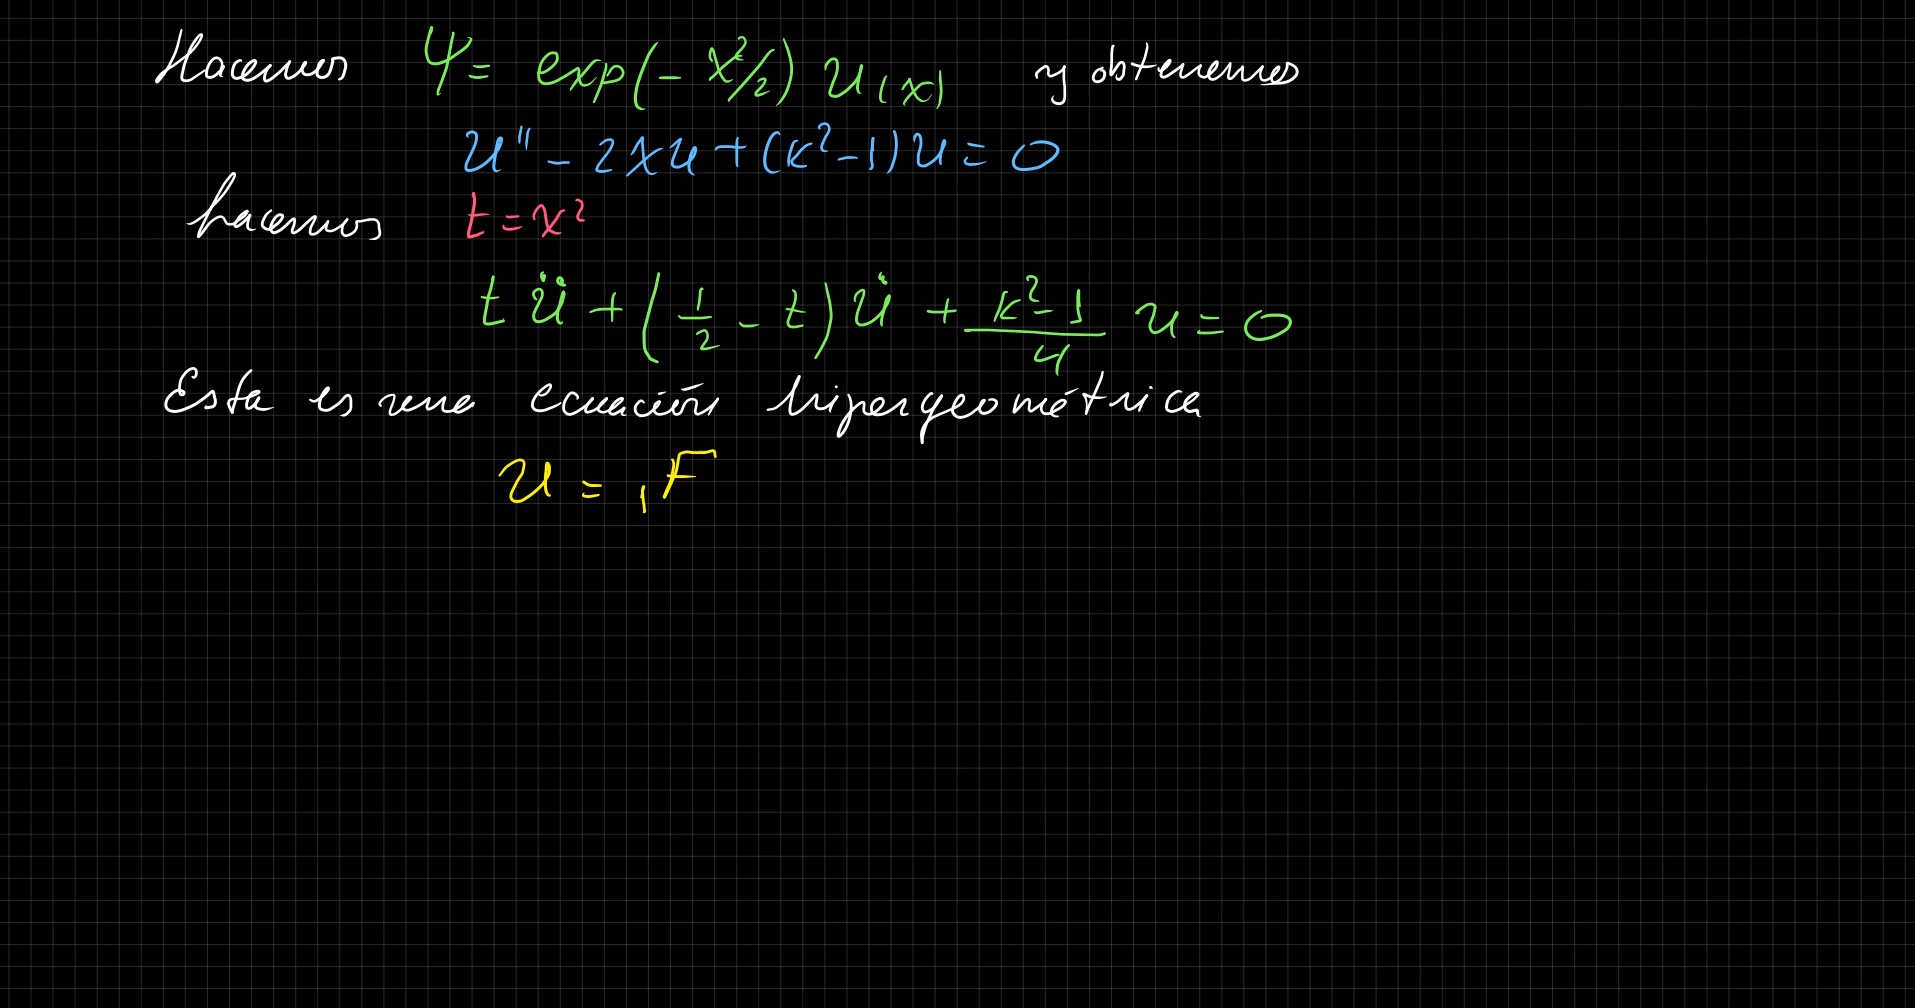 Hacemos Ψ = exp(-x²/2) u(x) y obtenemos
u'' - 2xu + (k²-1)u = 0
hacemos t = x²
t ü + (1/2 - t) u̇ + (k²-1)/4 u = 0
Esta es una ecuación hipergeométrica
u = ₁F